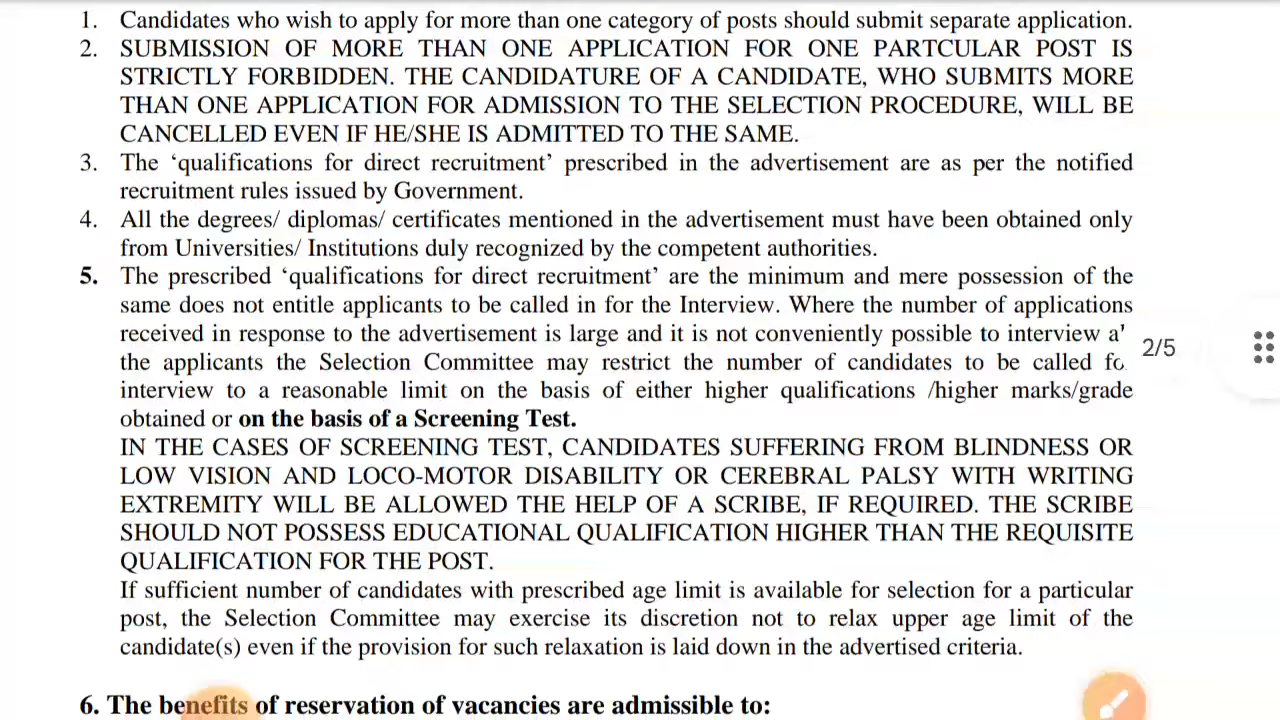 1. Candidates who wish to apply for more than one category of posts should submit separate application.
2. SUBMISSION OF MORE THAN ONE APPLICATION FOR ONE PARTCULAR POST IS
STRICTLY FORBIDDEN. THE CANDIDATURE OF A CANDIDATE, WHO SUBMITS MORE
THAN ONE APPLICATION FOR ADMISSION TO THE SELECTION PROCEDURE, WILL BE
CANCELLED EVEN IF HE/SHE IS ADMITTED TO THE SAME.
3. The ‘qualifications for direct recruitment’ prescribed in the advertisement are as per the notified
recruitment rules issued by Government.
4. All the degrees/ diplomas/ certificates mentioned in the advertisement must have been obtained only
from Universities/ Institutions duly recognized by the competent authorities.
5. The prescribed ‘qualifications for direct recruitment’ are the minimum and mere possession of the
same does not entitle applicants to be called in for the Interview. Where the number of applications
received in response to the advertisement is large and it is not conveniently possible to interview
the applicants the Selection Committee may restrict the number of candidates to be called
interview to a reasonable limit on the basis of either higher qualifications /higher marks/grade
obtained or on the basis of a Screening Test.
IN THE CASES OF SCREENING TEST, CANDIDATES SUFFERING FROM BLINDNESS OR
LOW VISION AND LOCO-MOTOR DISABILITY OR CEREBRAL PALSY WITH WRITING
EXTREMITY WILL BE ALLOWED THE HELP OF A SCRIBE, IF REQUIRED. THE SCRIBE
SHOULD NOT POSSESS EDUCATIONAL QUALIFICATION HIGHER THAN THE REQUISITE
QUALIFICATION FOR THE POST.
If sufficient number of candidates with prescribed age limit is available for selection for a particular
post, the Selection Committee may exercise its discretion not to relax upper age limit of the
candidate(s) even if the provision for such relaxation is laid down in the advertised criteria.
6. The benefits of reservation of vacancies are admissible to:
2/5